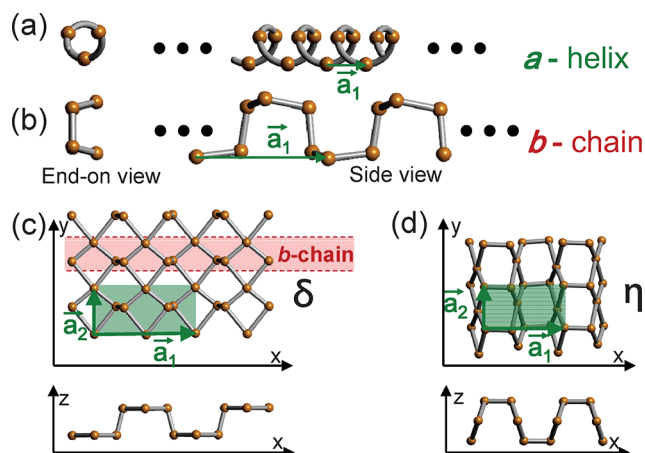 (a)
a - helix
a₁
(b)
a₁
b - chain
End-on view
Side view
(c)
y
b-chain
δ
a₂
a₁
x
z
x
(d)
y
η
a₂
a₁
x
z
x